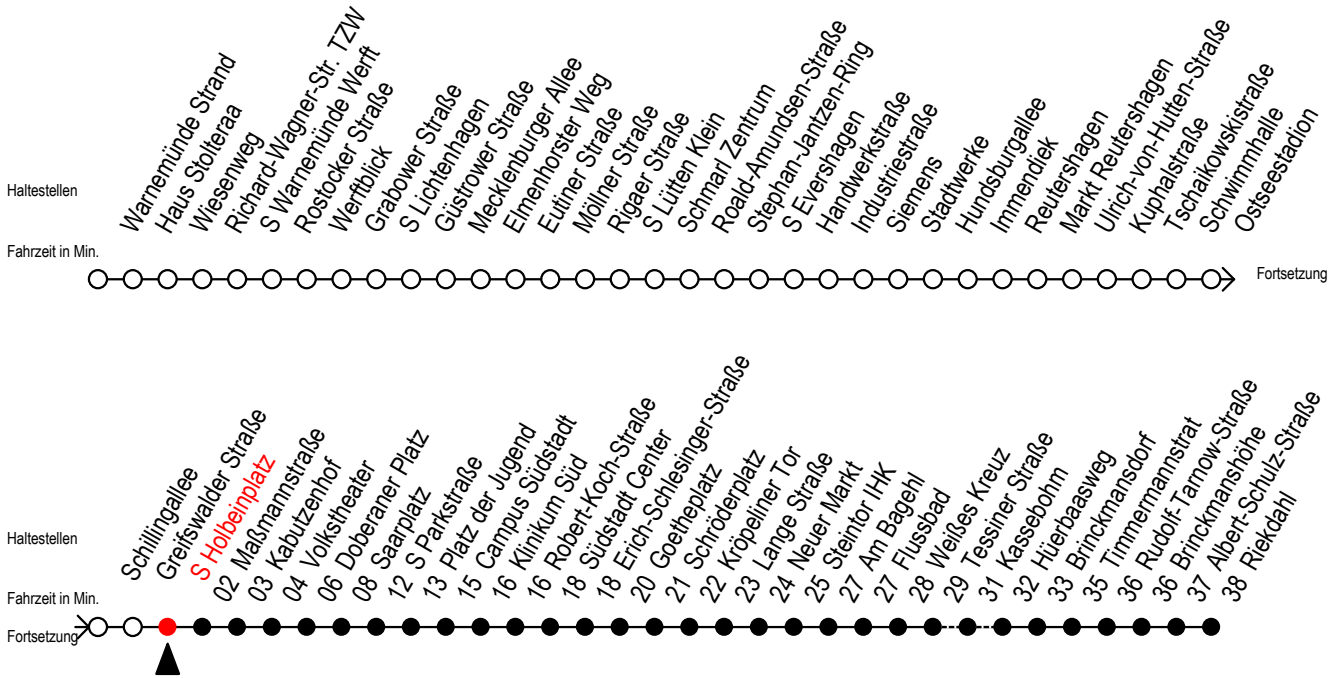 Haltestellen
Warnemünde Strand
Haus Stolteraa
Wiesenweg
Richard-Wagner-Str. TZW
S Warnemünde Werft
Rostocker Straße
Werftblick
Grabower Straße
S Lichtenhagen
Güstrower Straße
Mecklenburger Allee
Elmenhorster Weg
Eutiner Straße
Möllner Straße
Rigaer Straße
S Lütten Klein
Schmarl Zentrum
Roald-Amundsen-Straße
Stephan-Jantzen-Ring
S Evershagen
Handwerkstraße
Industriestraße
Siemens
Stadtwerke
Hundsburgallee
Immendiek
Reutershagen
Markt Reutershagen
Ulrich-von-Hutten-Straße
Kuphalstraße
Tschaikowskistraße
Schwimmhalle
Ostseestadion
Fahrzeit in Min.
Fortsetzung
Haltestellen
Schillingallee
Greifswalder Straße
S Holbeinplatz
02 Maßmannstraße
03 Kabutzenhof
04 Volkstheater
06 Doberaner Platz
08 Saarplatz
12 S Parkstraße
13 Platz der Jugend
15 Campus Südstadt
16 Klinikum Süd
16 Robert-Koch-Straße
18 Südstadt Center
18 Erich-Schlesinger-Straße
20 Goetheplatz
21 Schröderplatz
22 Kröpeliner Tor
23 Lange Straße
24 Neuer Markt
25 Steintor IHK
27 Am Bagehl
27 Flussbad
28 Weißes Kreuz
29 Tessiner Straße
31 Kassebohm
32 Hüerbaasweg
33 Brinckmansdorf
35 Timmermannstrat
36 Rudolf-Tarnow-Straße
36 Brinckmanshöhe
37 Albert-Schulz-Straße
38 Riekdahl
Fahrzeit in Min.
Fortsetzung